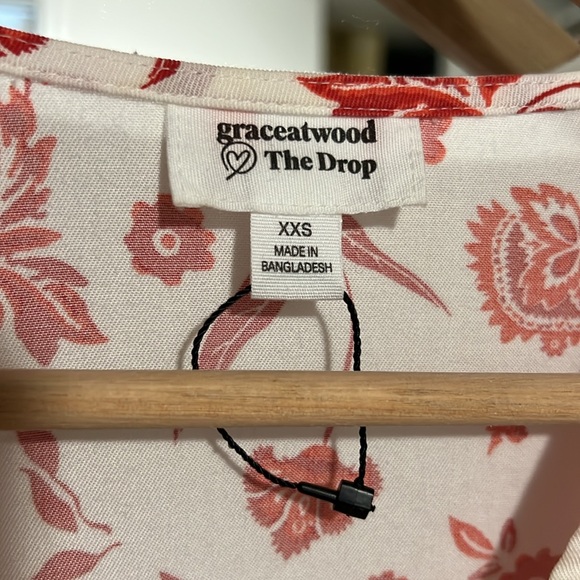 graceatwood
The Drop
XXS
MADE IN
BANGLADESH